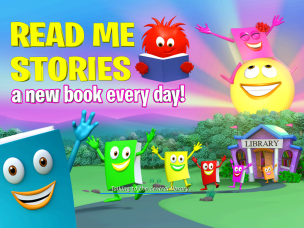 READ ME
STORIES
a new book every day!
LIBRARY